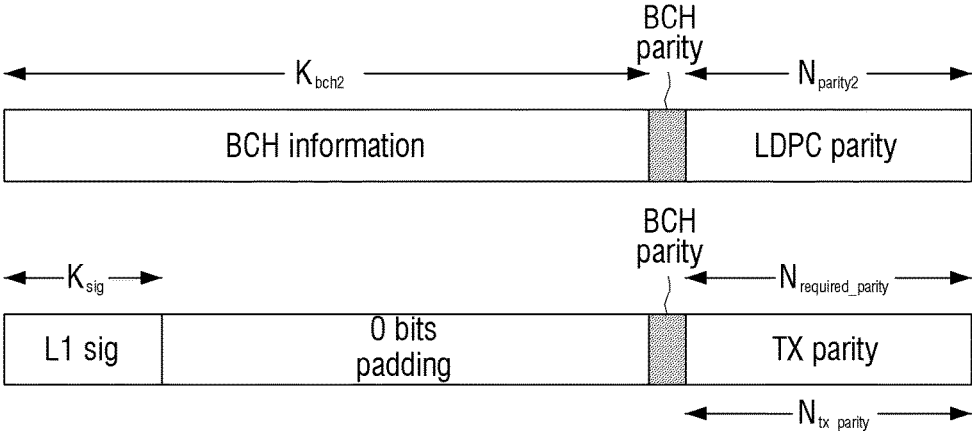 BCH
parity
K_bch2
N_parity2
BCH information
LDPC parity
BCH
parity
K_sig
N_required_parity
L1 sig
0 bits
padding
TX parity
N_tx_parity